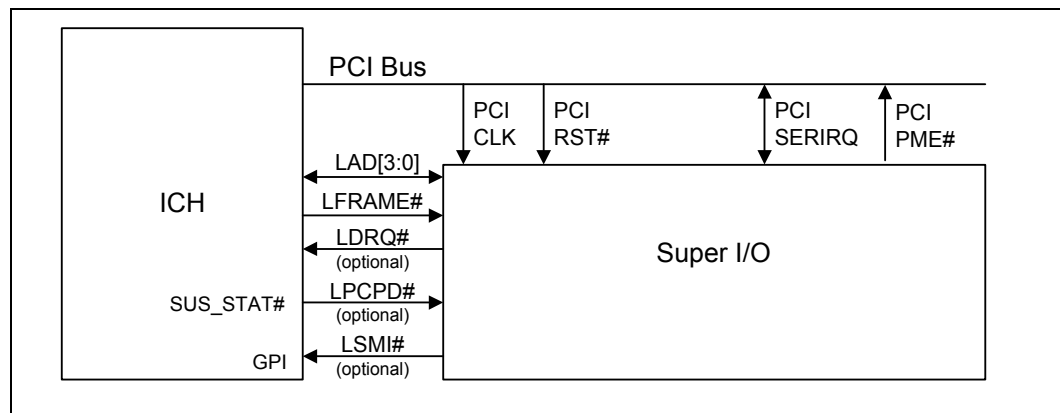 PCI Bus
PCI
CLK
PCI
RST#
PCI
SERIRQ
PCI
PME#
ICH
LAD[3:0]
LFRAME#
LDRQ#
(optional)
SUS_STAT#
LPCPD#
(optional)
GPI
LSMI#
(optional)
Super I/O